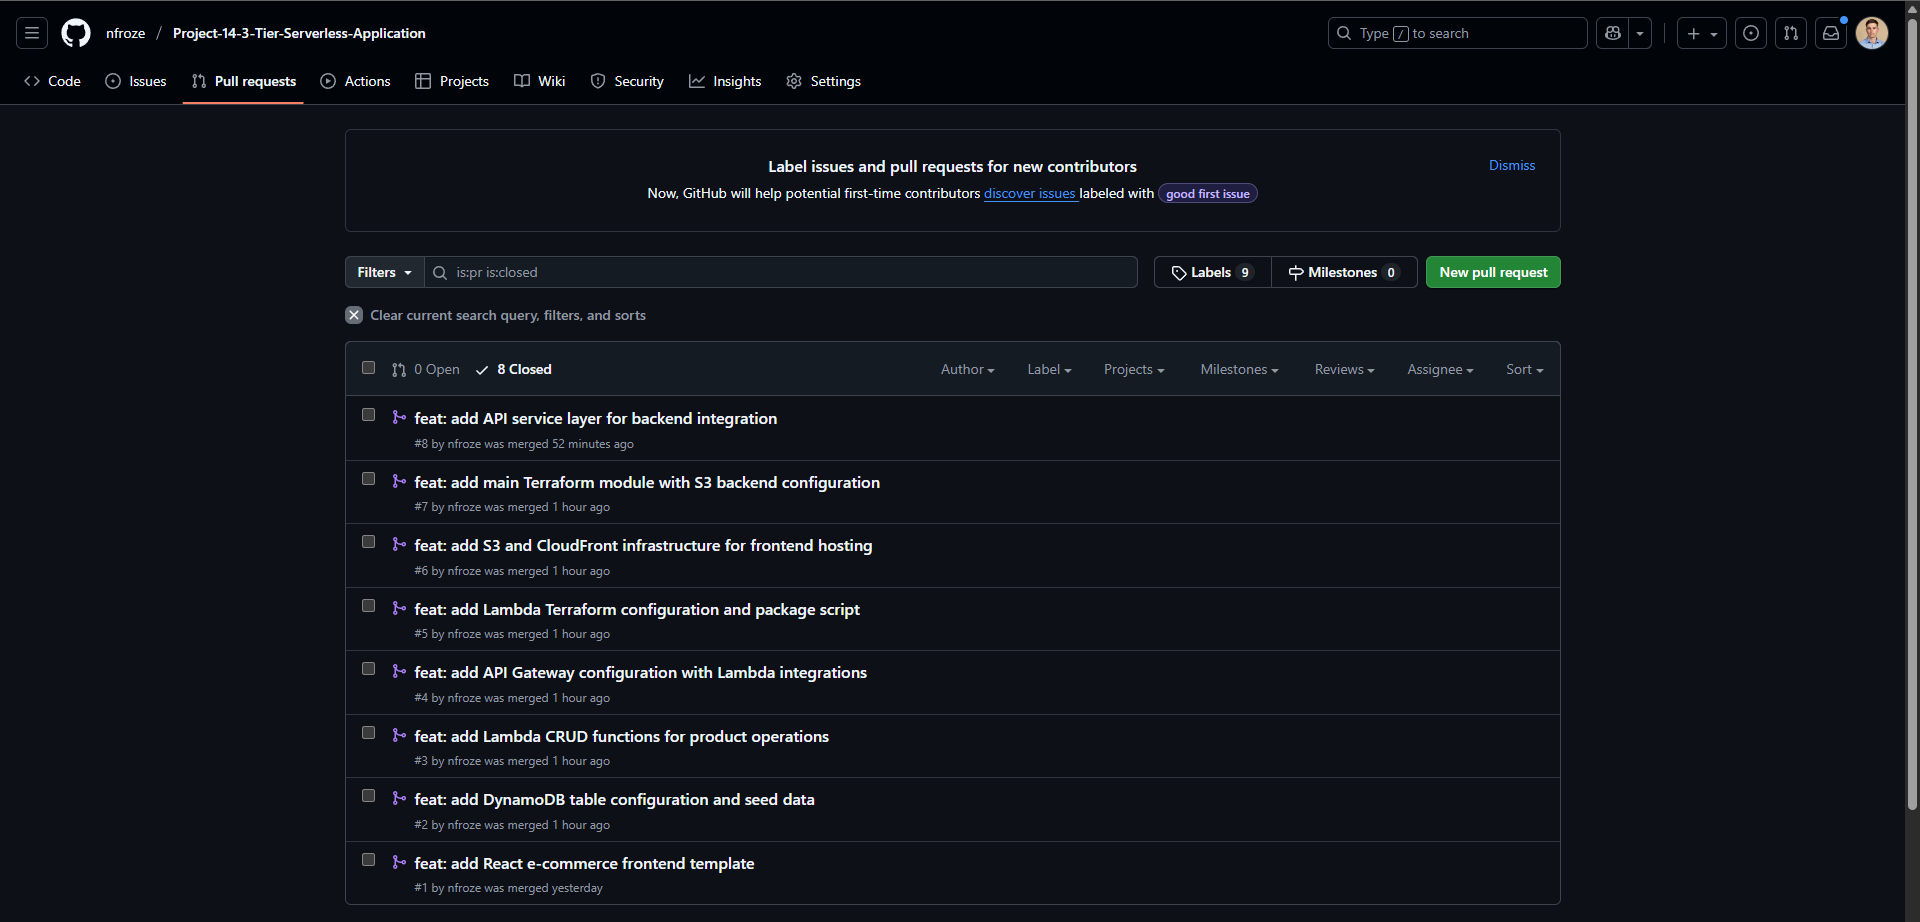 nfroze / Project-14-3-Tier-Serverless-Application
Type / to search
Code Issues Pull requests Actions Projects Wiki Security Insights Settings
Label issues and pull requests for new contributors
Dismiss
Now, GitHub will help potential first-time contributors discover issues labeled with good first issue
Filters is:pr is:closed Labels 9 Milestones 0 New pull request
Clear current search query, filters, and sorts
0 Open 8 Closed Author Label Projects Milestones Reviews Assignee Sort
feat: add API service layer for backend integration
#8 by nfroze was merged 52 minutes ago
feat: add main Terraform module with S3 backend configuration
#7 by nfroze was merged 1 hour ago
feat: add S3 and CloudFront infrastructure for frontend hosting
#6 by nfroze was merged 1 hour ago
feat: add Lambda Terraform configuration and package script
#5 by nfroze was merged 1 hour ago
feat: add API Gateway configuration with Lambda integrations
#4 by nfroze was merged 1 hour ago
feat: add Lambda CRUD functions for product operations
#3 by nfroze was merged 1 hour ago
feat: add DynamoDB table configuration and seed data
#2 by nfroze was merged 1 hour ago
feat: add React e-commerce frontend template
#1 by nfroze was merged yesterday